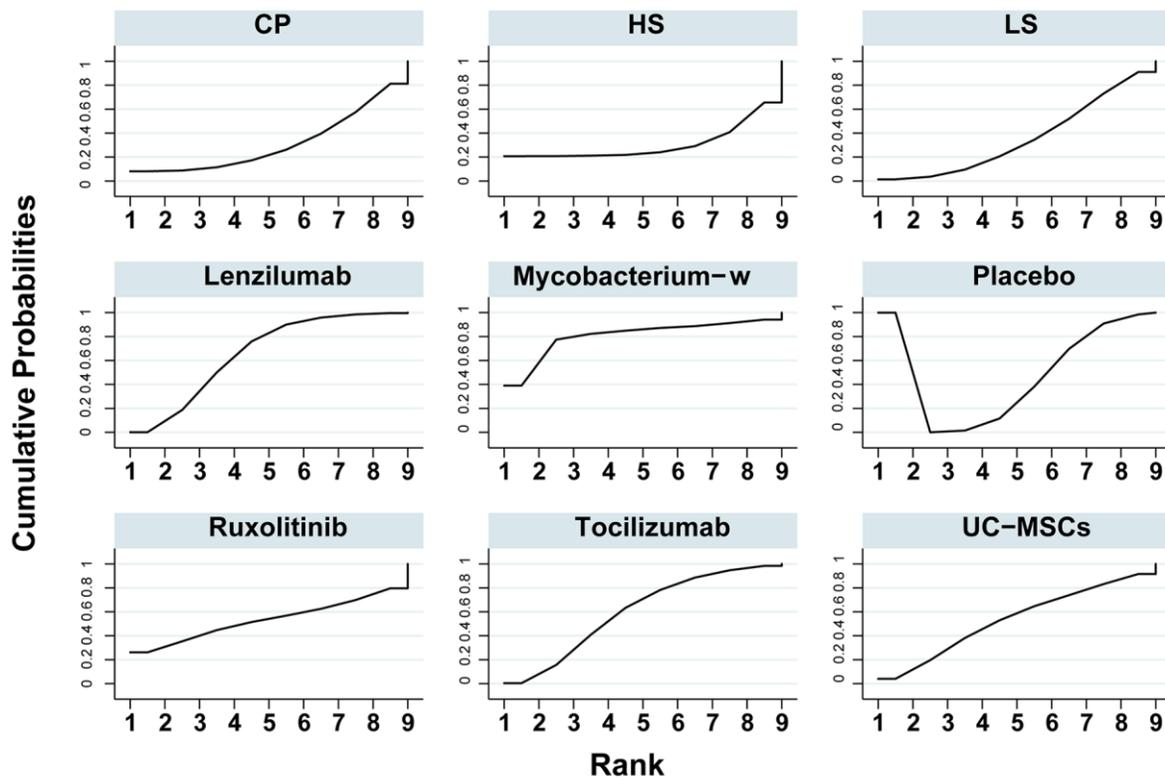 CP HS LS
0 0.2 0.4 0.6 0.8 1 0 0.2 0.4 0.6 0.8 1 0 0.2 0.4 0.6 0.8 1
1 2 3 4 5 6 7 8 9 1 2 3 4 5 6 7 8 9 1 2 3 4 5 6 7 8 9
Cumulative Probabilities
Lenzilumab Mycobacterium−w Placebo
0 0.2 0.4 0.6 0.8 1 0 0.2 0.4 0.6 0.8 1 0 0.2 0.4 0.6 0.8 1
1 2 3 4 5 6 7 8 9 1 2 3 4 5 6 7 8 9 1 2 3 4 5 6 7 8 9
Ruxolitinib Tocilizumab UC−MSCs
0 0.2 0.4 0.6 0.8 1 0 0.2 0.4 0.6 0.8 1 0 0.2 0.4 0.6 0.8 1
1 2 3 4 5 6 7 8 9 1 2 3 4 5 6 7 8 9 1 2 3 4 5 6 7 8 9
Rank